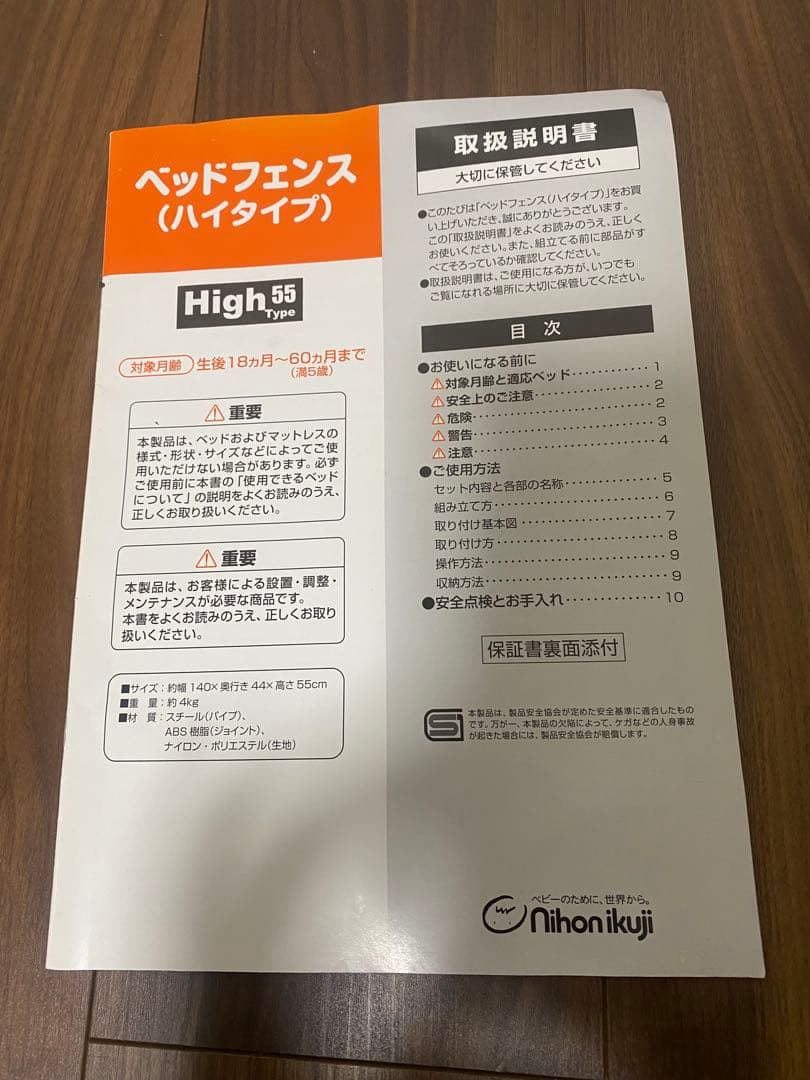 ベッドフェンス
(ハイタイプ)
High 55
Type
対象月齢 生後18ヵ月〜60ヵ月まで
(満5歳)
重要
本製品は、ベッドおよびマットレスの
様式・形状・サイズなどによってご使
用いただけない場合があります。必ず
ご使用前に本書の「使用できるベッド
について」の説明をよくお読みのうえ、
正しくお取り扱いください。
重要
本製品は、お客様による設置・調整・
メンテナンスが必要な商品です。
本書をよくお読みのうえ、正しくお取り
扱いください。
■サイズ:約幅140×奥行き44×高さ55cm
■重 量:約4kg
■材 質:スチール(パイプ)、
ABS樹脂(ジョイント)、
ナイロン・ポリエステル(生地)
取扱説明書
大切に保管してください
●このたびは「ベッドフェンス(ハイタイプ)」をお買
い上げいただき、誠にありがとうございます。
この「取扱説明書」をよくお読みのうえ、正しく
お使いください。また、組立てる前に部品がす
べてそろっているか確認してください。
●取扱説明書は、ご使用になる方が、いつでも
ご覧になれる場所に大切に保管してください。
目 次
●お使いになる前に
対象月齢と適応ベッド…………1
安全上のご注意……………………2
危険…………………………………2
警告…………………………………3
注意…………………………………4
●ご使用方法
セット内容と各部の名称…………5
組み立て方…………………………6
取り付け基本図……………………7
取り付け方…………………………8
操作方法……………………………9
収納方法……………………………9
●安全点検とお手入れ……………10
保証書裏面添付
本製品は、製品安全協会が定めた安全基準に適合したもの
です。万が一、本製品の欠陥によって、ケガなどの人身事故
が起きた場合には、製品安全協会が賠償します。
ベビーのために、世界から。
nihon ikuji